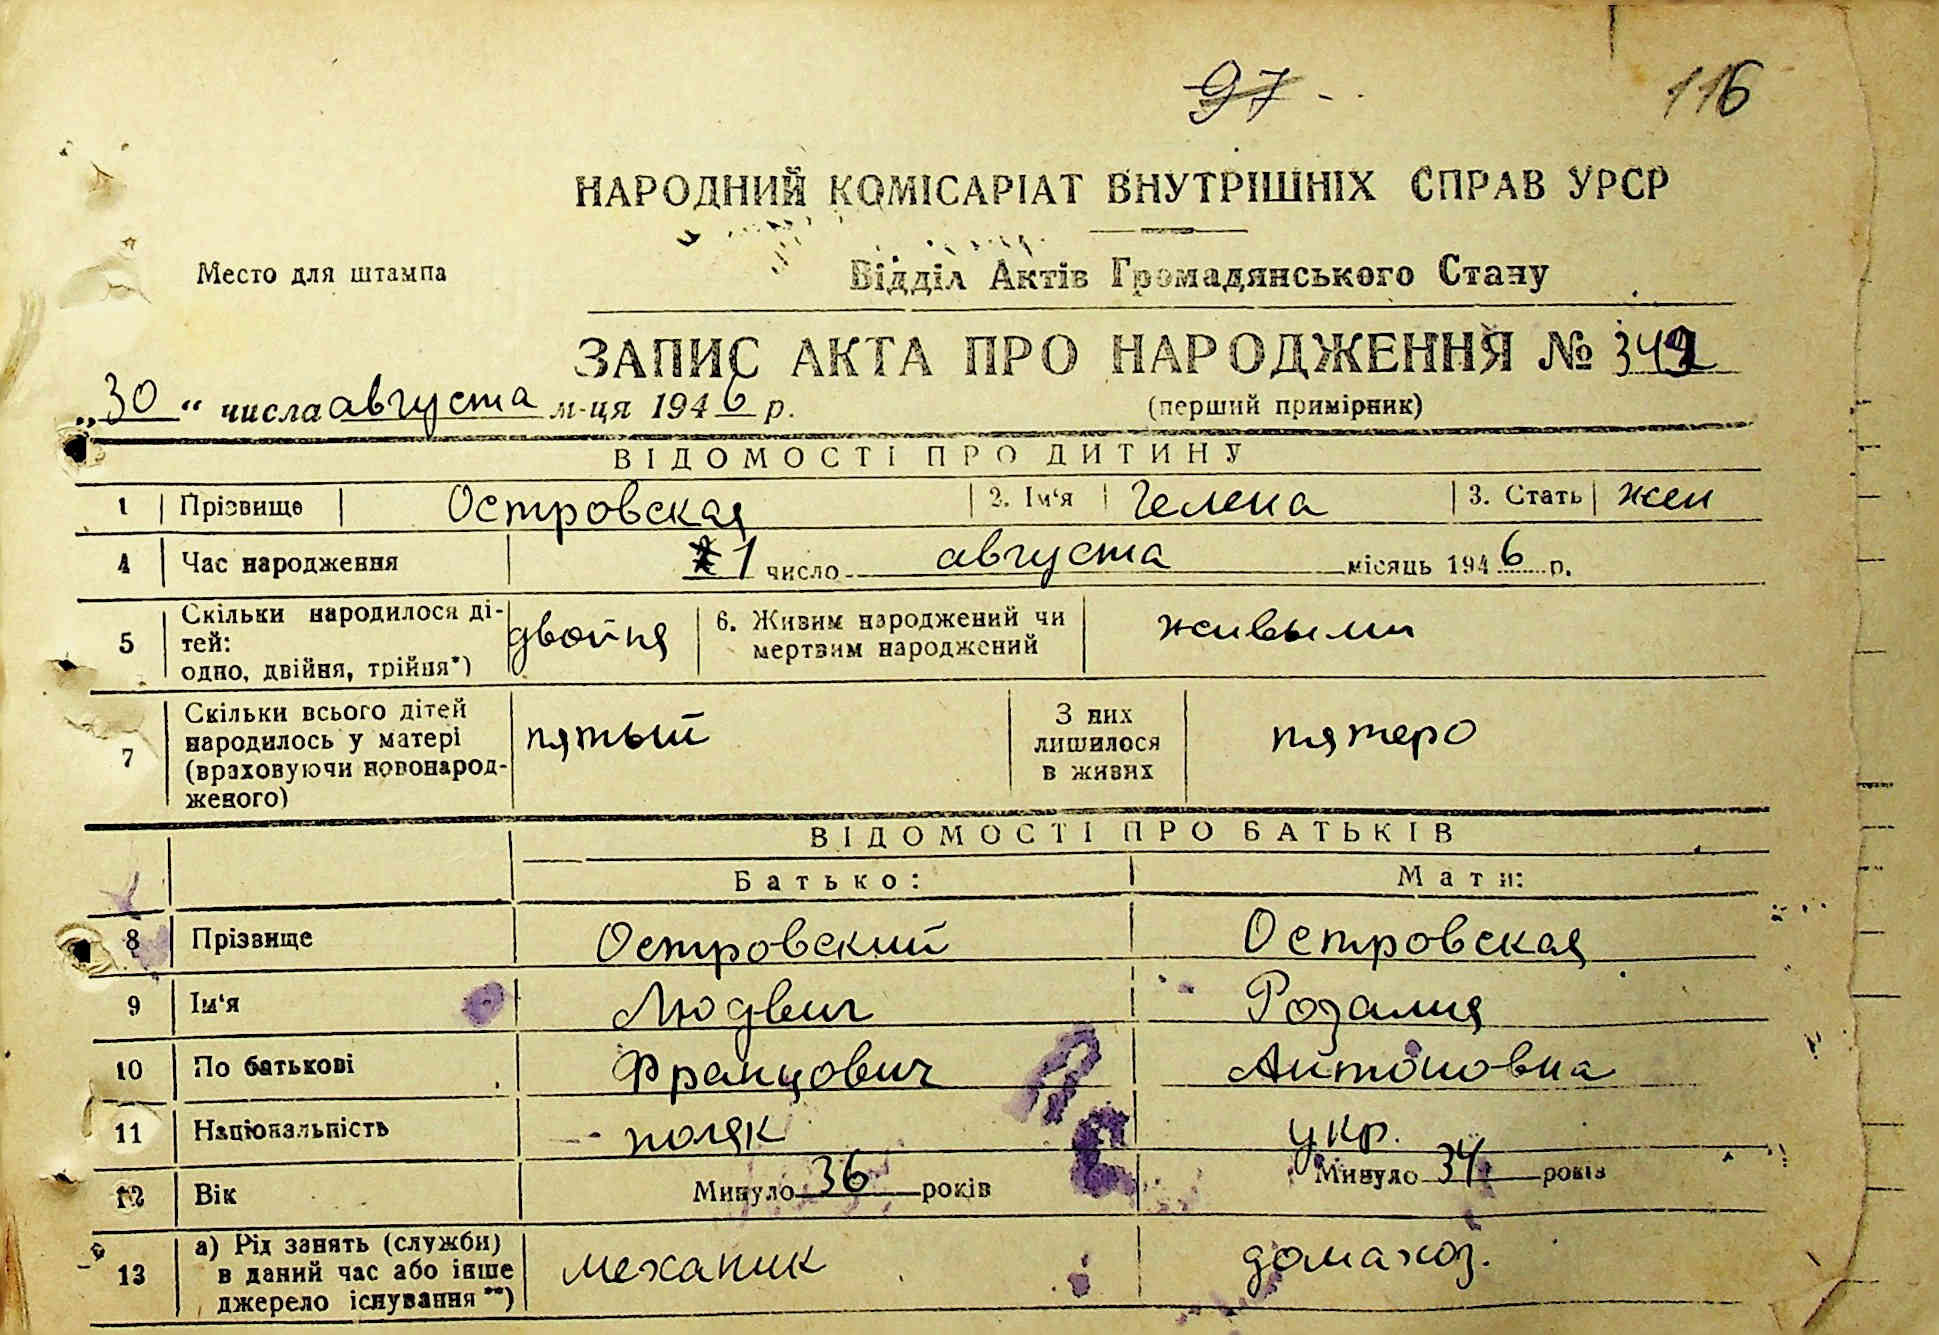 97
116
НАРОДНИЙ КОМІСАРІАТ ВНУТРІШНІХ СПРАВ УРСР
Место для штампа
Відділ Актів Громадянського Стану
ЗАПИС АКТА ПРО НАРОДЖЕННЯ №
„30" числа августа м-ця 1946 р.
(перший примірник)
ВІДОМОСТІ ПРО ДИТИНУ
1 Прізвище Островская 2. Ім'я Гелена 3. Стать жен
4 Час народження 1 число августа місяць 1946 р.
5 Скільки народилося ді-
тей:
одно, двійня, трійня*) двойня 6. Живим народжений чи
мертвим народжений живыми
7 Скільки всього дітей
народилось у матері
(враховуючи новонарод-
женого) пятый З них
лишилося
в живих пятеро
ВІДОМОСТІ ПРО БАТЬКІВ
Батько: Мати:
8 Прізвище Островский Островская
9 Ім'я Людвиг Розалия
10 По батькові Францович Антоновна
11 Національність поляк укр.
12 Вік Минуло 36 років Минуло 34 років
13 а) Рід занять (служби)
в даний час або інше
джерело існування**) механик домахоз.